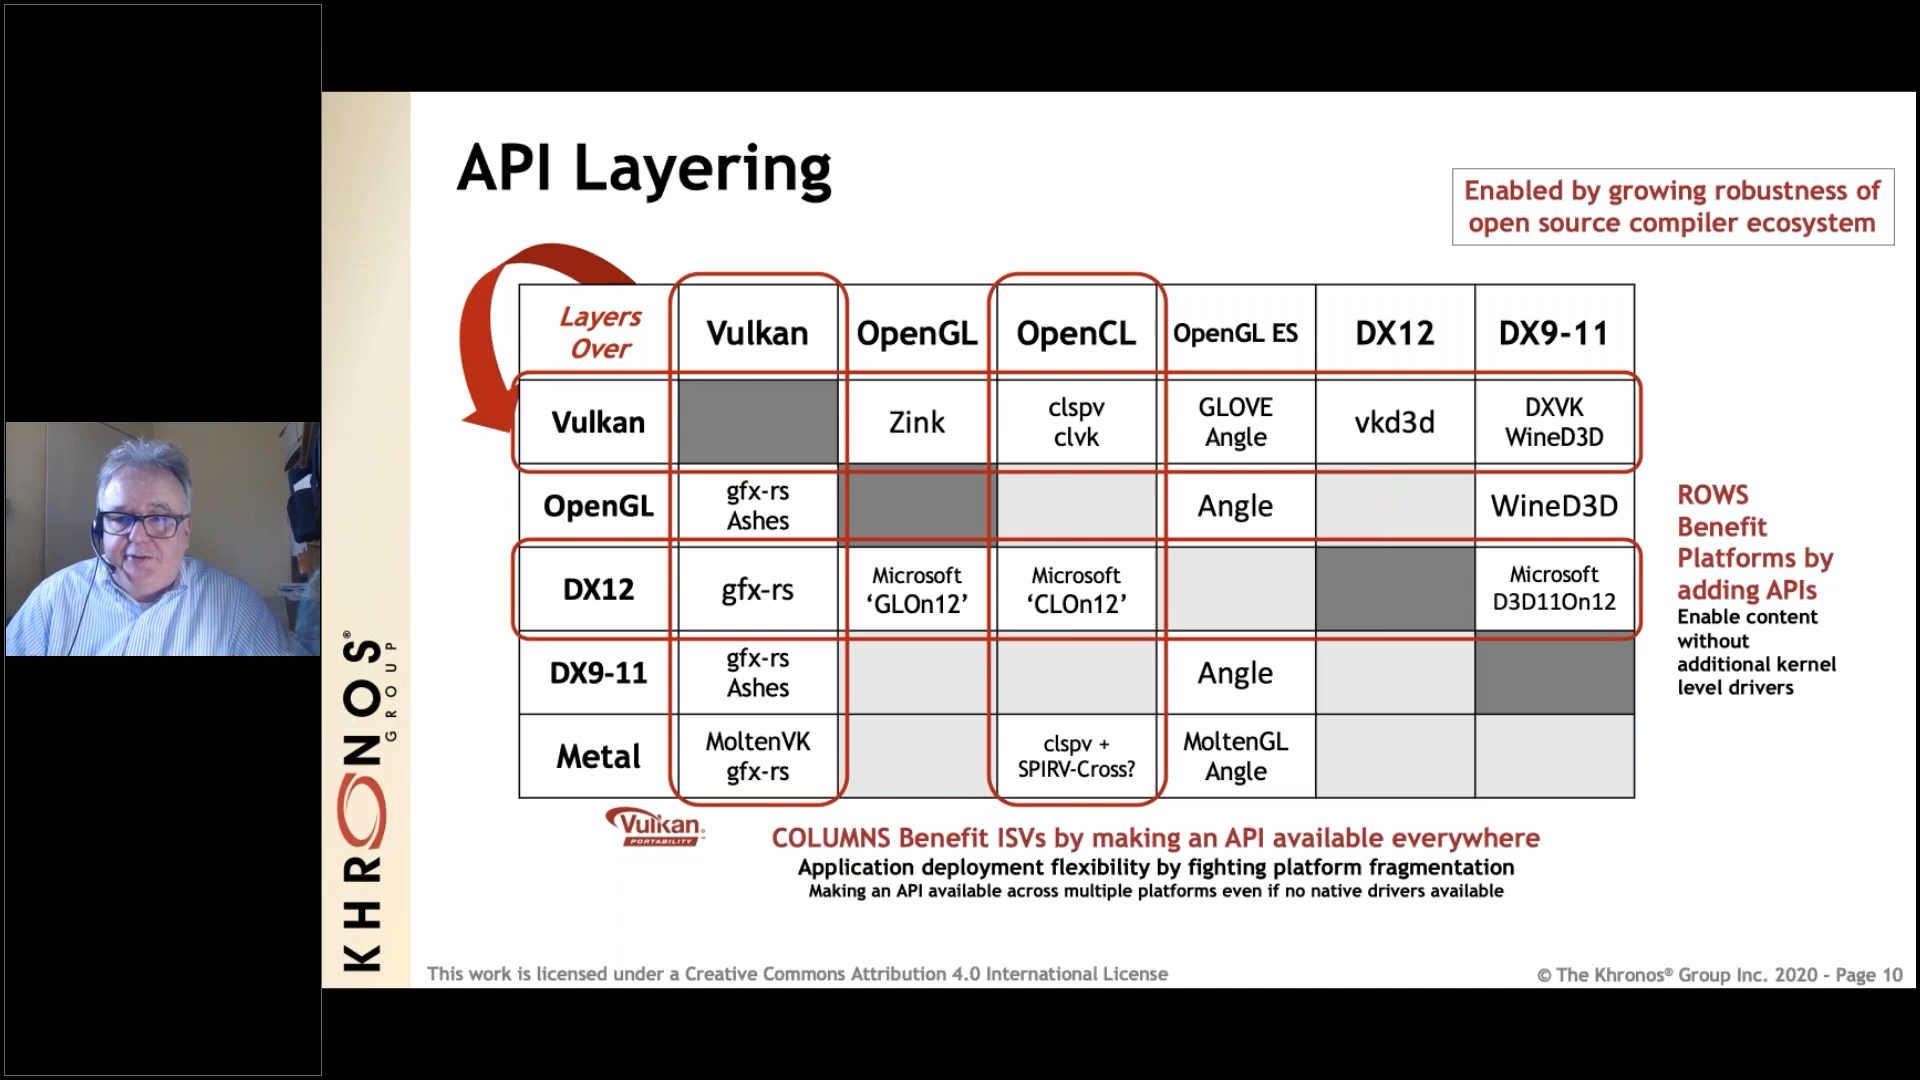 API Layering
Enabled by growing robustness of
open source compiler ecosystem
Layers
Over
Vulkan
OpenGL
OpenCL
OpenGL ES
DX12
DX9-11
Vulkan
Zink
clspv
clvk
GLOVE
Angle
vkd3d
DXVK
WineD3D
OpenGL
gfx-rs
Ashes
Angle
WineD3D
DX12
gfx-rs
Microsoft
‘GLOn12’
Microsoft
‘CLOn12’
Microsoft
D3D11On12
DX9-11
gfx-rs
Ashes
Angle
Metal
MoltenVK
gfx-rs
clspv +
SPIRV-Cross?
MoltenGL
Angle
ROWS
Benefit
Platforms by
adding APIs
Enable content
without
additional kernel
level drivers
Vulkan.
PORTABILITY
COLUMNS Benefit ISVs by making an API available everywhere
Application deployment flexibility by fighting platform fragmentation
Making an API available across multiple platforms even if no native drivers available
KHRONOS®
GROUP
This work is licensed under a Creative Commons Attribution 4.0 International License
© The Khronos® Group Inc. 2020 - Page 10